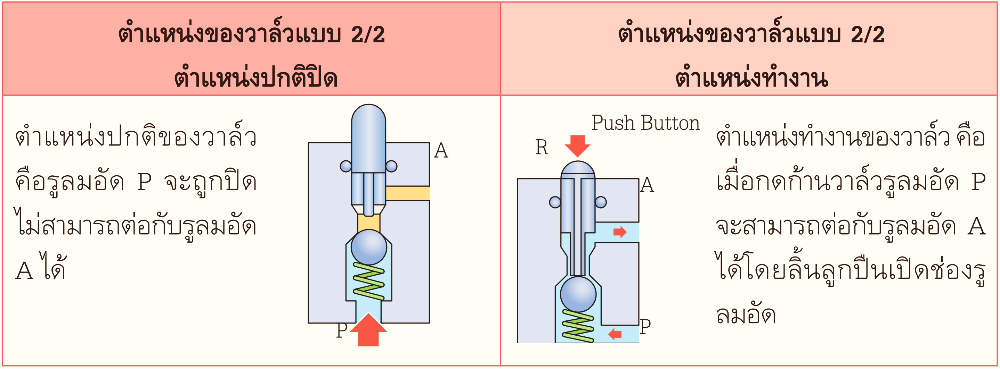 ตำแหน่งของวาล์วแบบ 2/2
ตำแหน่งปกติปิด
ตำแหน่งของวาล์วแบบ 2/2
ตำแหน่งทำงาน
ตำแหน่งปกติของวาล์ว
คือรูลมอัด P จะถูกปิด
ไม่สามารถต่อกับรูลมอัด
A ได้
A
P
Push Button
R
A
P
ตำแหน่งทำงานของวาล์ว คือ
เมื่อกดก้านวาล์วรูลมอัด P
จะสามารถต่อกับรูลมอัด A
ได้โดยลิ้นลูกปืนเปิดช่องรู
ลมอัด